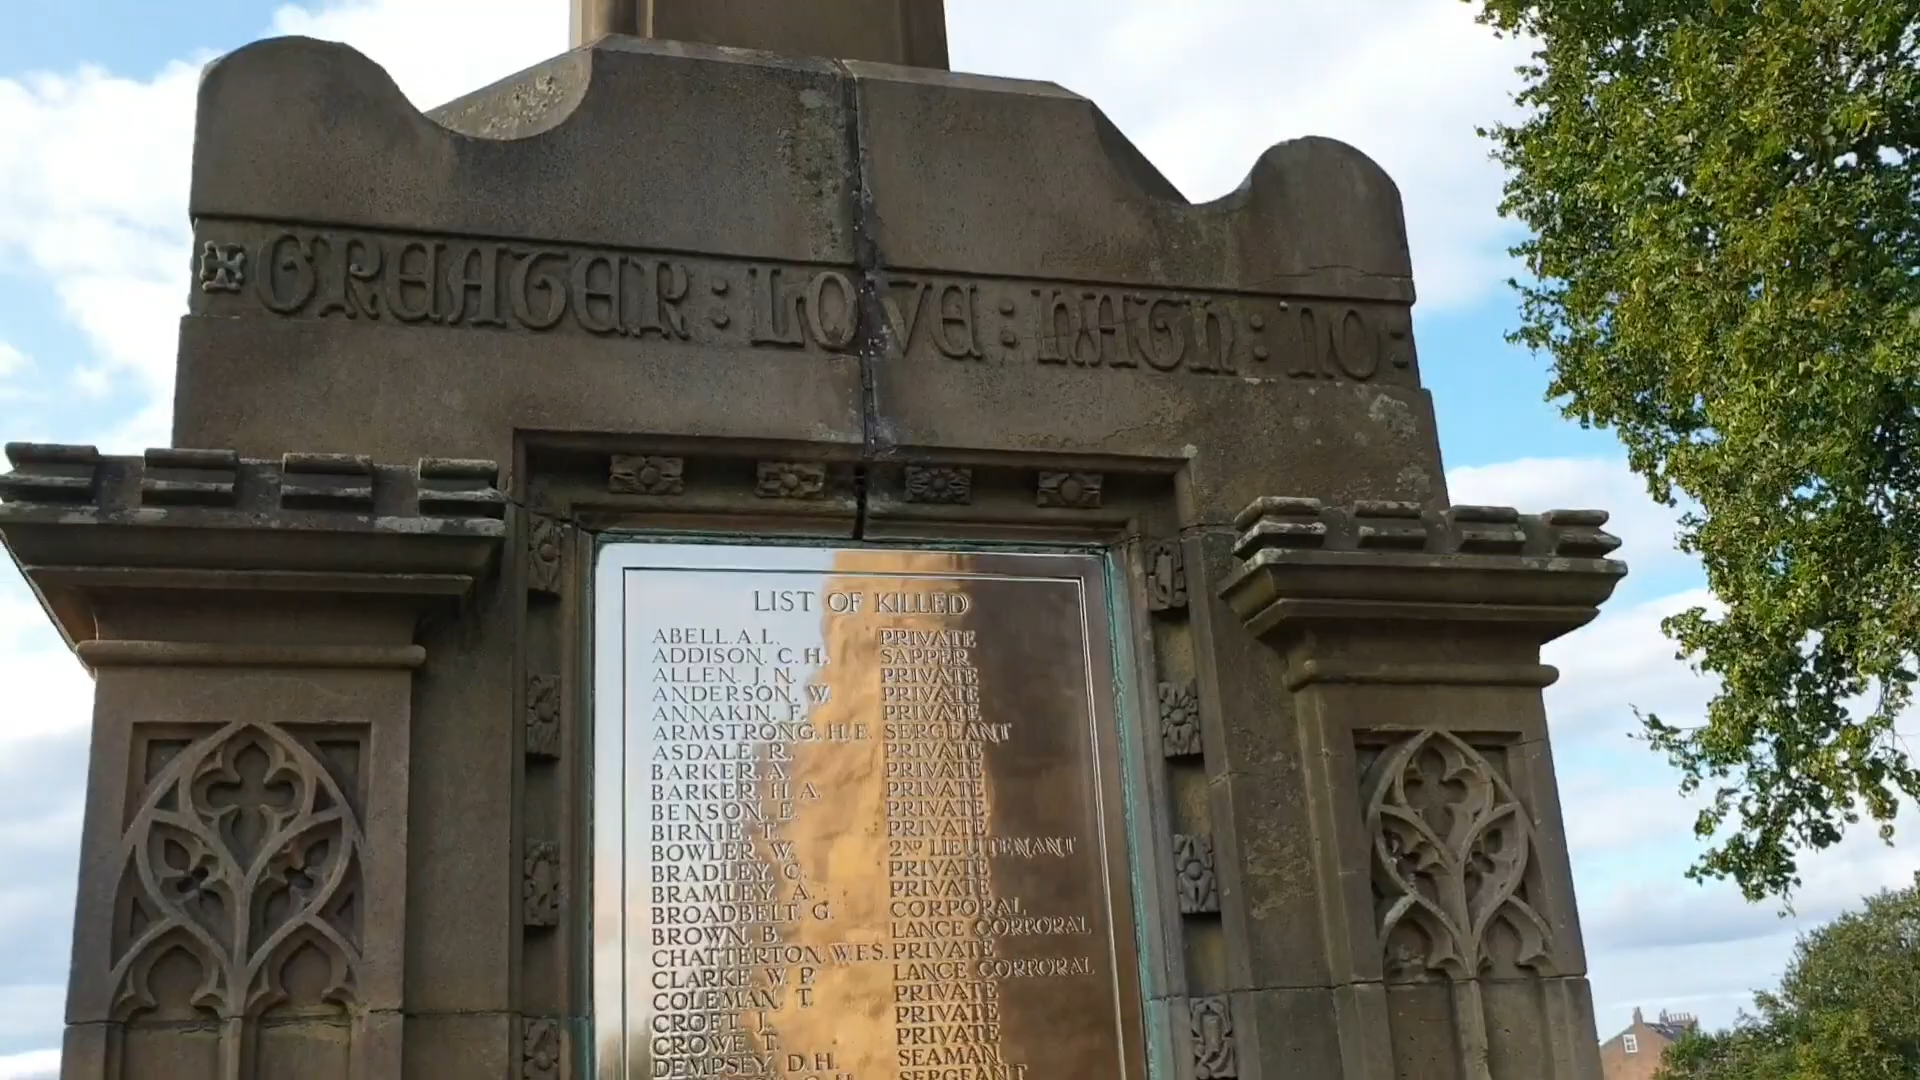 GREATER : LOVE : HATH : NO :
LIST OF KILLED
ABELL. A. L. PRIVATE
ADDISON. C. H. SAPPER
ALLEN. J. N. PRIVATE
ANDERSON. W. PRIVATE
ANNAKIN. F. PRIVATE
ARMSTRONG. H. E. SERGEANT
ASDALE. R. PRIVATE
BARKER. A. PRIVATE
BARKER. H. A. PRIVATE
BENSON. E. PRIVATE
BIRNIE. T. PRIVATE
BOWLER. W. 2ND LIEUTENANT
BRADLEY. C. PRIVATE
BRAMLEY. A. PRIVATE
BROADBELT. G. CORPORAL
BROWN. B. LANCE CORPORAL
CHATTERTON. W.F.S. PRIVATE
CLARKE. W. P. LANCE CORPORAL
COLEMAN. T. PRIVATE
CROFT. J. PRIVATE
CROWE. T. PRIVATE
DEMPSEY. D. H. SEAMAN
SERGEANT